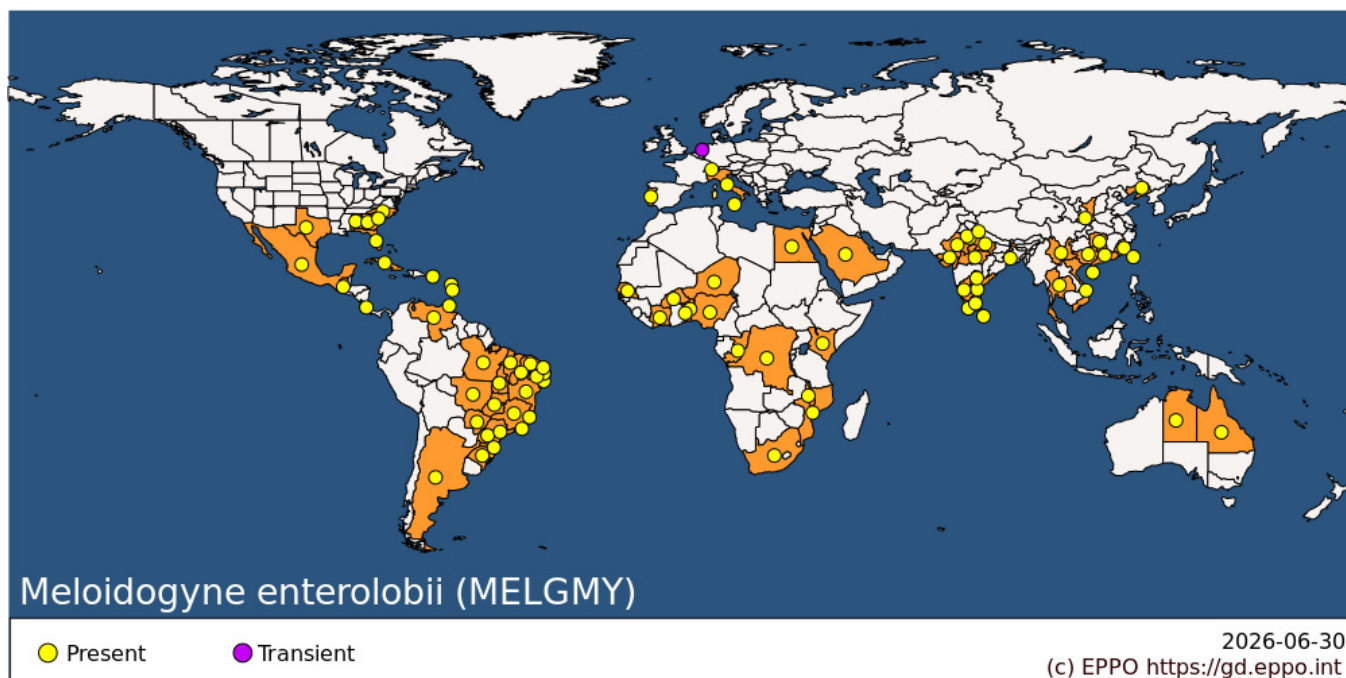 Meloidogyne enterolobii (MELGMY)
Present
Transient
2026-06-30
(c) EPPO https://gd.eppo.int